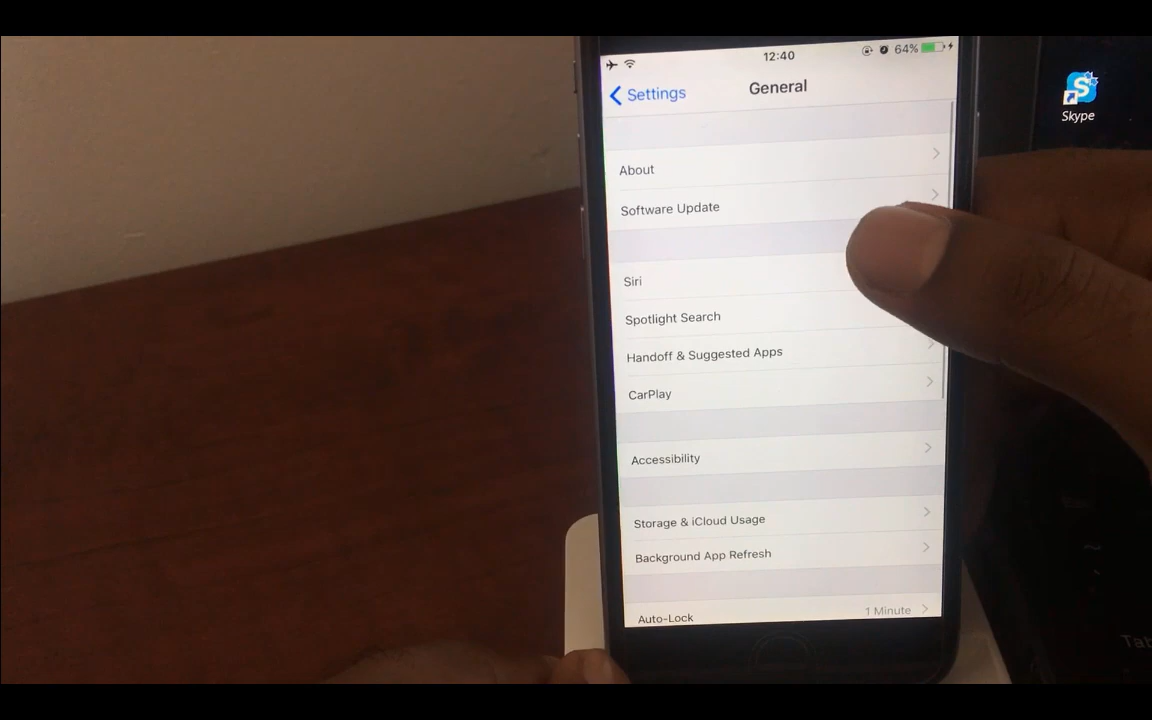 12:40
64%
Settings
General
About
Software Update
Siri
Spotlight Search
Handoff & Suggested Apps
CarPlay
Accessibility
Storage & iCloud Usage
Background App Refresh
Auto-Lock 1 Minute
Skype
~